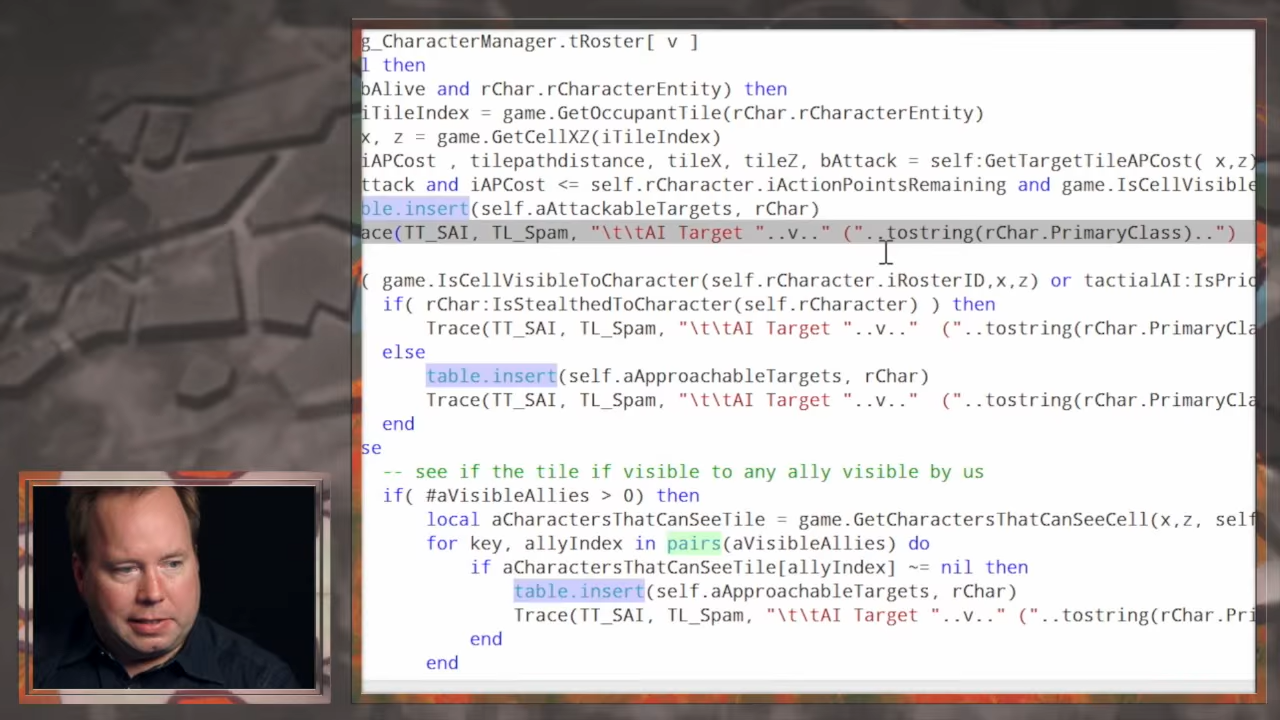 g_CharacterManager.tRoster[ v ]
l then
bAlive and rChar.rCharacterEntity) then
iTileIndex = game.GetOccupantTile(rChar.rCharacterEntity)
x, z = game.GetCellXZ(iTileIndex)
iAPCost , tilepathdistance, tileX, tileZ, bAttack = self:GetTargetTileAPCost( x,z)
ttack and iAPCost <= self.rCharacter.iActionPointsRemaining and game.IsCellVisible
ble.insert(self.aAttackableTargets, rChar)
ace(TT_SAI, TL_Spam, "\t\tAI Target "..v.." ("..tostring(rChar.PrimaryClass)..")
( game.IsCellVisibleToCharacter(self.rCharacter.iRosterID,x,z) or tactialAI:IsPric
if( rChar:IsStealthedToCharacter(self.rCharacter) ) then
Trace(TT_SAI, TL_Spam, "\t\tAI Target "..v.."  ("..tostring(rChar.PrimaryCla
else
table.insert(self.aApproachableTargets, rChar)
Trace(TT_SAI, TL_Spam, "\t\tAI Target "..v.."  ("..tostring(rChar.PrimaryCla
end
se
-- see if the tile if visible to any ally visible by us
if( #aVisibleAllies > 0) then
local aCharactersThatCanSeeTile = game.GetCharactersThatCanSeeCell(x,z, self
for key, allyIndex in pairs(aVisibleAllies) do
if aCharactersThatCanSeeTile[allyIndex] ~= nil then
table.insert(self.aApproachableTargets, rChar)
Trace(TT_SAI, TL_Spam, "\t\tAI Target "..v.." ("..tostring(rChar.Pri
end
end